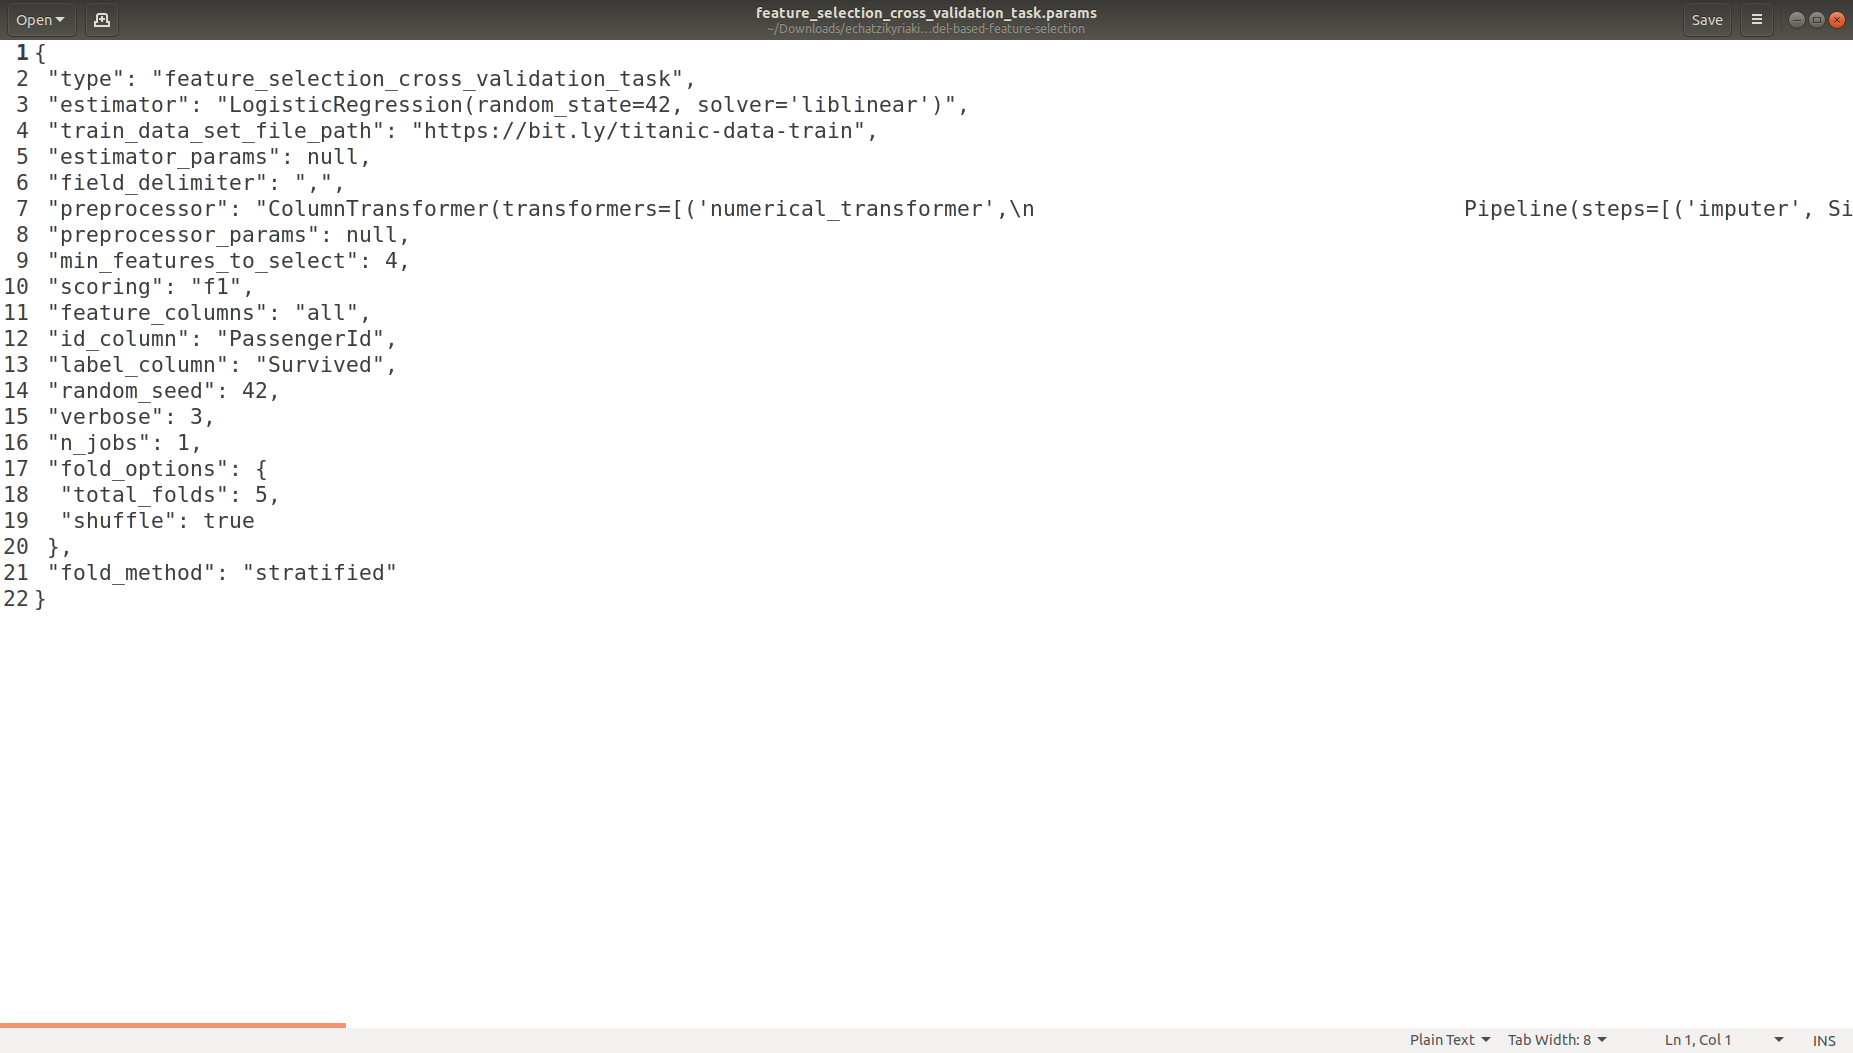 Open
feature_selection_cross_validation_task.params
~/Downloads/echatzikyriaki...del-based-feature-selection
Save
1 {
2  "type": "feature_selection_cross_validation_task",
3  "estimator": "LogisticRegression(random_state=42, solver='liblinear')",
4  "train_data_set_file_path": "https://bit.ly/titanic-data-train",
5  "estimator_params": null,
6  "field_delimiter": ",",
7  "preprocessor": "ColumnTransformer(transformers=[('numerical_transformer',\n                                 Pipeline(steps=[('imputer', Si
8  "preprocessor_params": null,
9  "min_features_to_select": 4,
10  "scoring": "f1",
11  "feature_columns": "all",
12  "id_column": "PassengerId",
13  "label_column": "Survived",
14  "random_seed": 42,
15  "verbose": 3,
16  "n_jobs": 1,
17  "fold_options": {
18   "total_folds": 5,
19   "shuffle": true
20  },
21  "fold_method": "stratified"
22 }
Plain Text Tab Width: 8 Ln 1, Col 1 INS